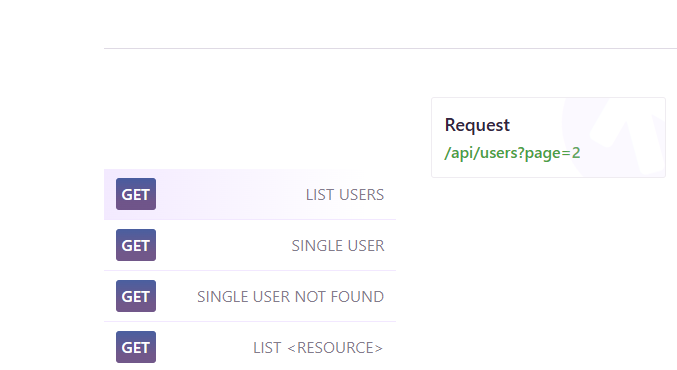 Request
/api/users?page=2
GET LIST USERS
GET SINGLE USER
GET SINGLE USER NOT FOUND
GET LIST <RESOURCE>